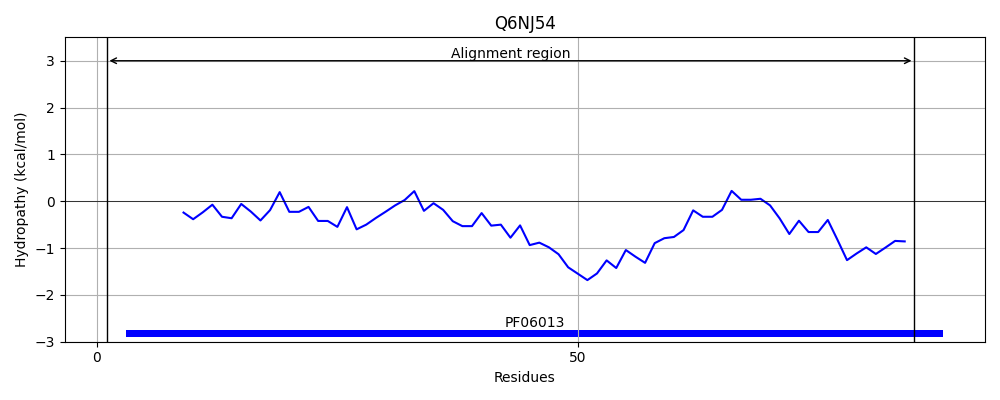 Q6NJ54
Alignment region
3
2
1
0
−1
−2
−3
Hydropathy (kcal/mol)
PF06013
0
50
Residues